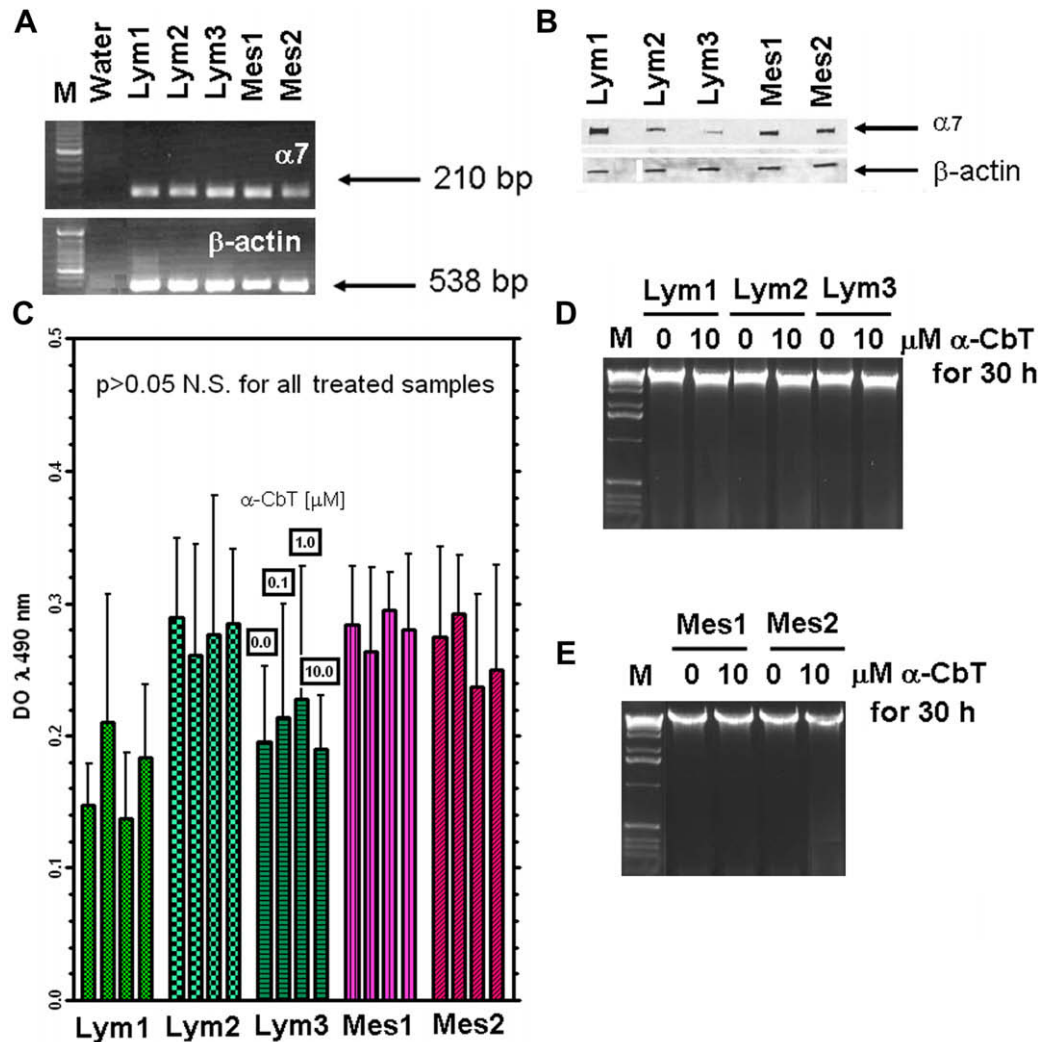 A
M
Water
Lym1
Lym2
Lym3
Mes1
Mes2
α7
210 bp
β-actin
538 bp
B
Lym1
Lym2
Lym3
Mes1
Mes2
α7
β-actin
C
p>0.05 N.S. for all treated samples
α-CbT [μM]
0.0
0.1
1.0
10.0
DO λ 490 nm
0.5
0.4
0.3
0.2
0.1
0.0
Lym1 Lym2 Lym3 Mes1 Mes2
D
Lym1 Lym2 Lym3
M 0 10 0 10 0 10 μM α-CbT
for 30 h
E
Mes1 Mes2
M 0 10 0 10 μM α-CbT
for 30 h